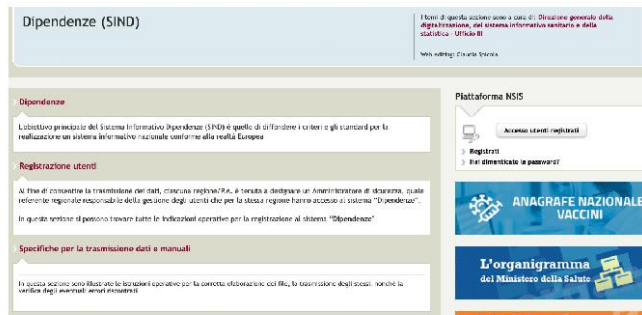 Dipendenze (SIND)
I temi di questa sezione sono a cura di: Direzione generale della
digitalizzazione, del sistema informativo sanitario e della
statistica - Ufficio III
Web editing: Claudia Spicola
Dipendenze
L'obiettivo principale del Sistema Informativo Dipendenze (SIND) é quello di diffondere i criteri e gli standard per la
realizzazione un sistema informativo nazionale conforme alla realtà Europea
Registrazione utenti
Al fine di consentire la trasmissione dei dati, ciascuna regione/P.A. è tenuta a designare un Amministratore di sicurezza, quale
referente regionale responsabile della gestione degli utenti che per la stessa regione hanno accesso al sistema "Dipendenze".
In questa sezione si possono trovare tutte le indicazioni operative per la registrazione al sistema "Dipendenze"
Specifiche per la trasmissione dati e manuali
In questa sezione sono illustrate le istruzioni operative per la corretta elaborazione dei file, la trasmissione degli stessi, nonché la
verifica degli eventuali errori riscontrati
Piattaforma NSIS
Accesso utenti registrati
Registrati
Hai dimenticato la password?
ANAGRAFE NAZIONALE
VACCINI
L'organigramma
del Ministero della Salute